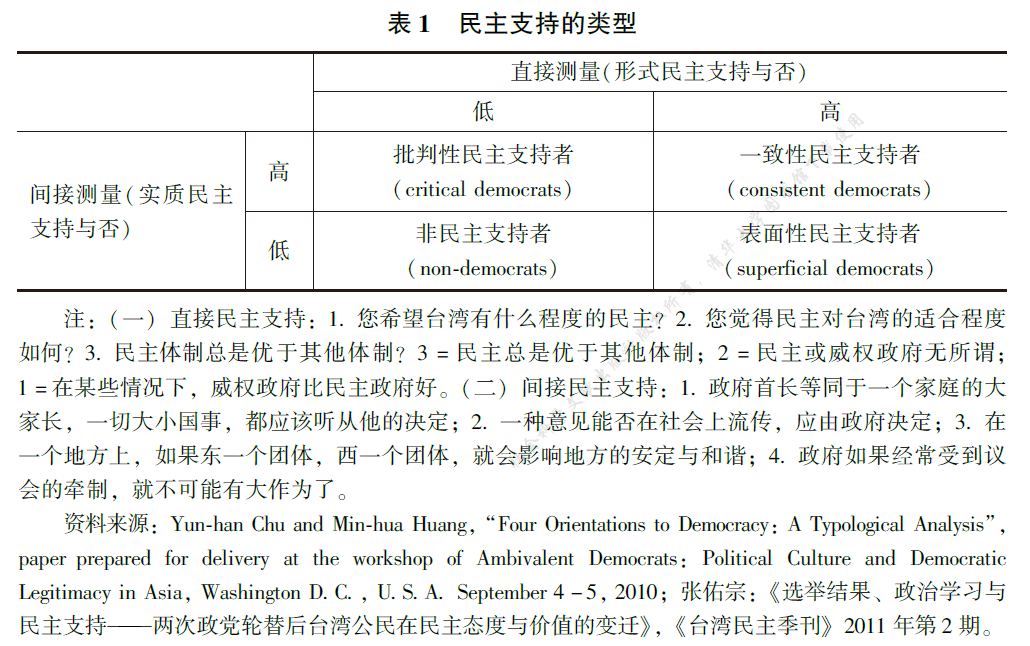 表 1 民主支持的类型
直接测量(形式民主支持与否)
低 高
间接测量(实质民主
支持与否)
高
批判性民主支持者
(critical democrats)
一致性民主支持者
(consistent democrats)
低
非民主支持者
(non-democrats)
表面性民主支持者
(superficial democrats)
注:(一) 直接民主支持:1. 您希望台湾有什么程度的民主?2. 您觉得民主对台湾的适合程度
如何?3. 民主体制总是优于其他体制?3 = 民主总是优于其他体制;2 = 民主或威权政府无所谓;
1 = 在某些情况下,威权政府比民主政府好。(二) 间接民主支持:1. 政府首长等同于一个家庭的大
家长,一切大小国事,都应该听从他的决定;2. 一种意见能否在社会上流传,应由政府决定;3. 在
一个地方上,如果东一个团体,西一个团体,就会影响地方的安定与和谐;4. 政府如果经常受到议
会的牵制,就不可能有大作为了。
资料来源:Yun-han Chu and Min-hua Huang, “Four Orientations to Democracy: A Typological Analysis”,
paper prepared for delivery at the workshop of Ambivalent Democrats: Political Culture and Democratic
Legitimacy in Asia, Washington D. C. , U. S. A. September 4 - 5, 2010; 张佑宗:《选举结果、政治学习与
民主支持——两次政党轮替后台湾公民在民主态度与价值的变迁》,《台湾民主季刊》2011 年第 2 期。